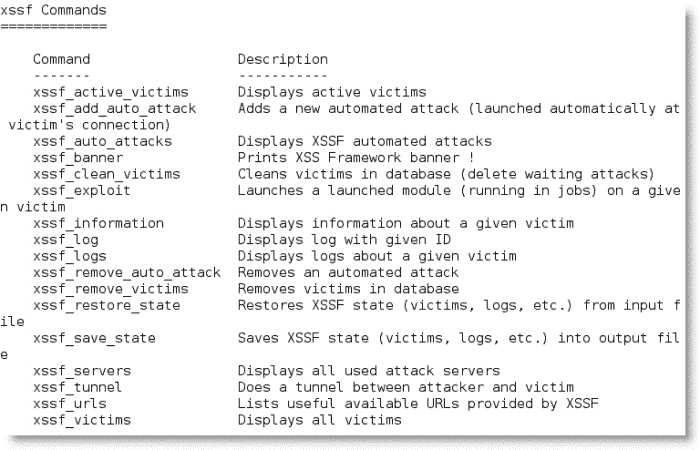 xssf Commands
=============
Command Description
------- -----------
xssf_active_victims Displays active victims
xssf_add_auto_attack Adds a new automated attack (launched automatically at
victim's connection)
xssf_auto_attacks Displays XSSF automated attacks
xssf_banner Prints XSS Framework banner !
xssf_clean_victims Cleans victims in database (delete waiting attacks)
xssf_exploit Launches a launched module (running in jobs) on a give
n victim
xssf_information Displays information about a given victim
xssf_log Displays log with given ID
xssf_logs Displays logs about a given victim
xssf_remove_auto_attack Removes an automated attack
xssf_remove_victims Removes victims in database
xssf_restore_state Restores XSSF state (victims, logs, etc.) from input f
ile
xssf_save_state Saves XSSF state (victims, logs, etc.) into output fil
e
xssf_servers Displays all used attack servers
xssf_tunnel Does a tunnel between attacker and victim
xssf_urls Lists useful available URLs provided by XSSF
xssf_victims Displays all victims